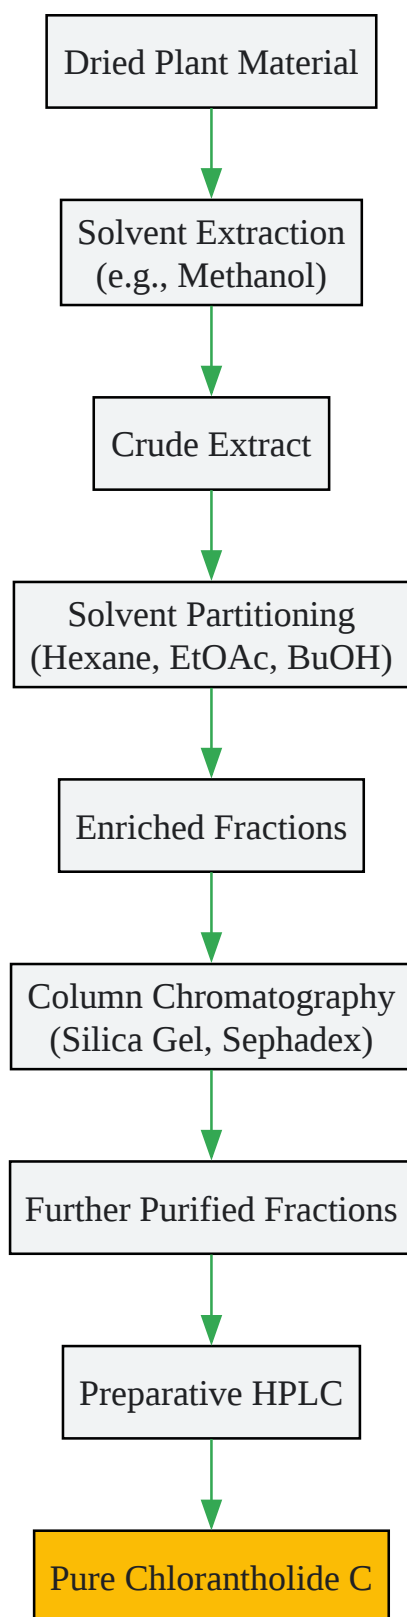 Dried Plant Material
Solvent Extraction
(e.g., Methanol)
Crude Extract
Solvent Partitioning
(Hexane, EtOAc, BuOH)
Enriched Fractions
Column Chromatography
(Silica Gel, Sephadex)
Further Purified Fractions
Preparative HPLC
Pure Chlorantholide C